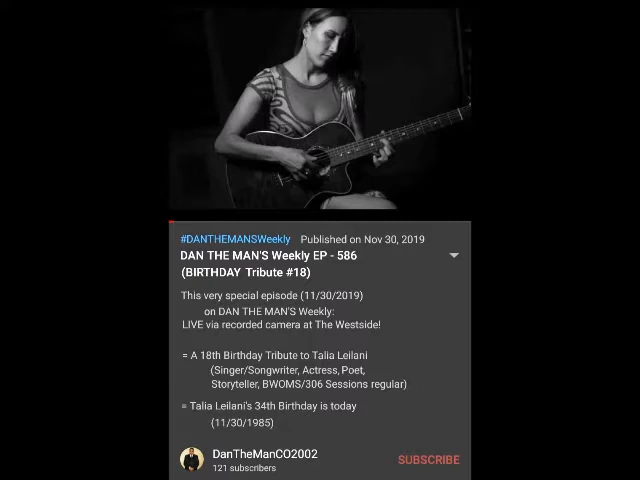 #DANTHEMANSWeekly Published on Nov 30, 2019
DAN THE MAN'S Weekly EP - 586
(BIRTHDAY Tribute #18)
This very special episode (11/30/2019)
on DAN THE MAN'S Weekly:
LIVE via recorded camera at The Westside!
= A 18th Birthday Tribute to Talia Leilani
(Singer/Songwriter, Actress, Poet,
Storyteller, BWOMS/306 Sessions regular)
= Talia Leilani's 34th Birthday is today
(11/30/1985)
DanTheManCO2002
121 subscribers
SUBSCRIBE